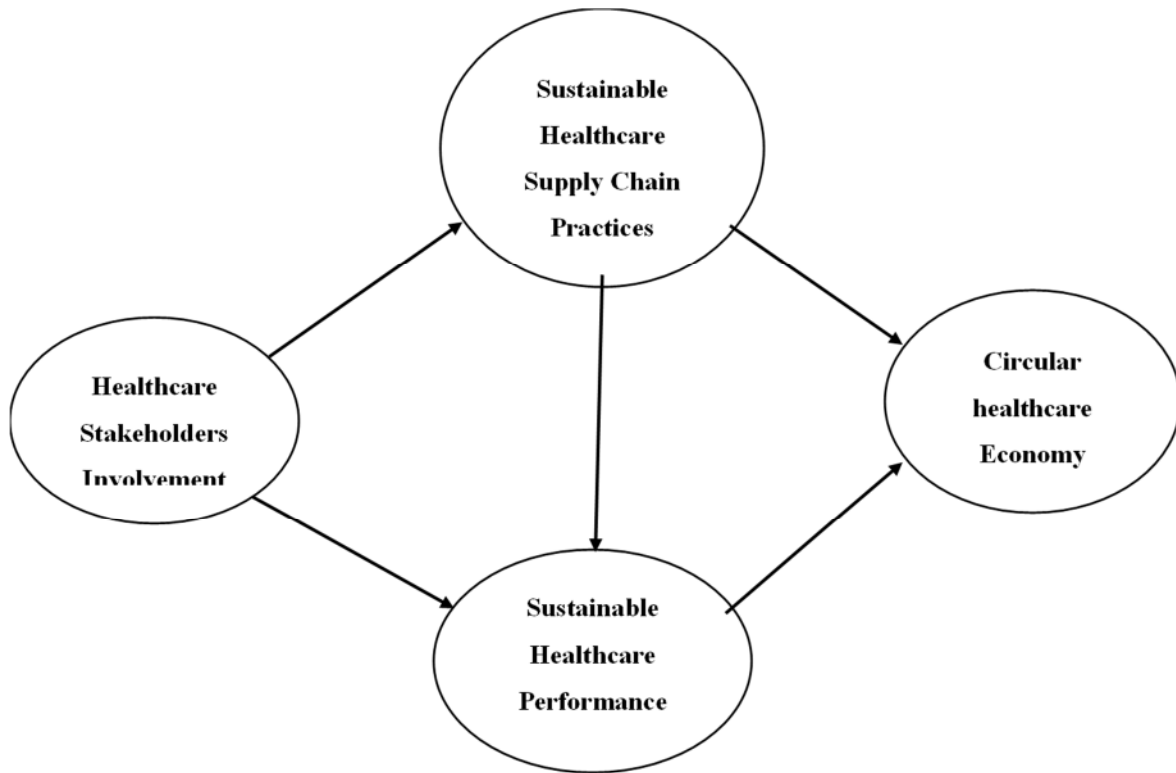 Sustainable
Healthcare
Supply Chain
Practices
Healthcare
Stakeholders
Involvement
Circular
healthcare
Economy
Sustainable
Healthcare
Performance